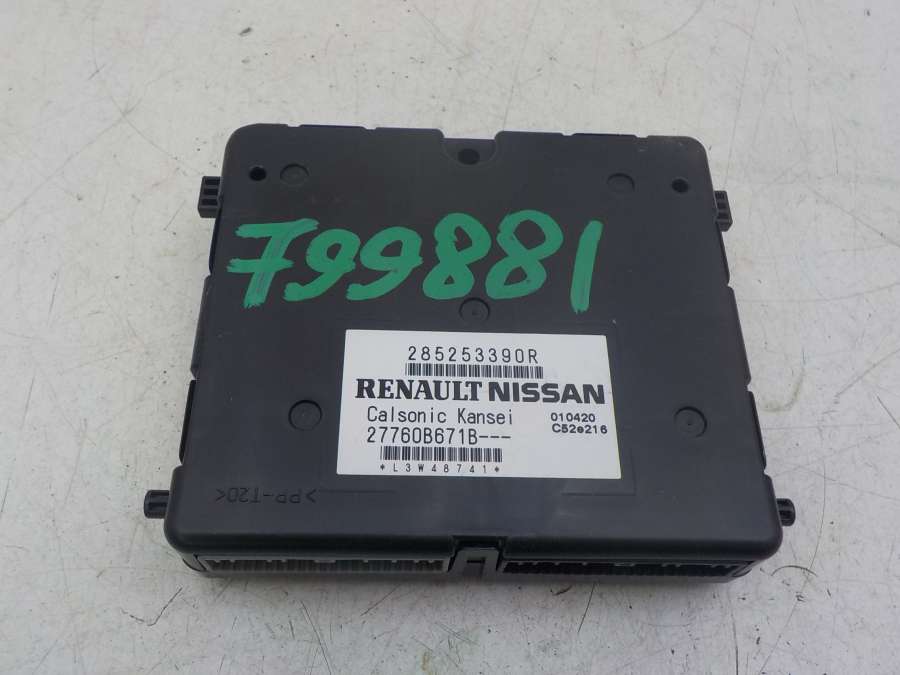 799881
285253390R
RENAULT NISSAN
Calsonic Kansei 010420
27760B671B--- C52e216
*L3W48741*
>PP-T20<